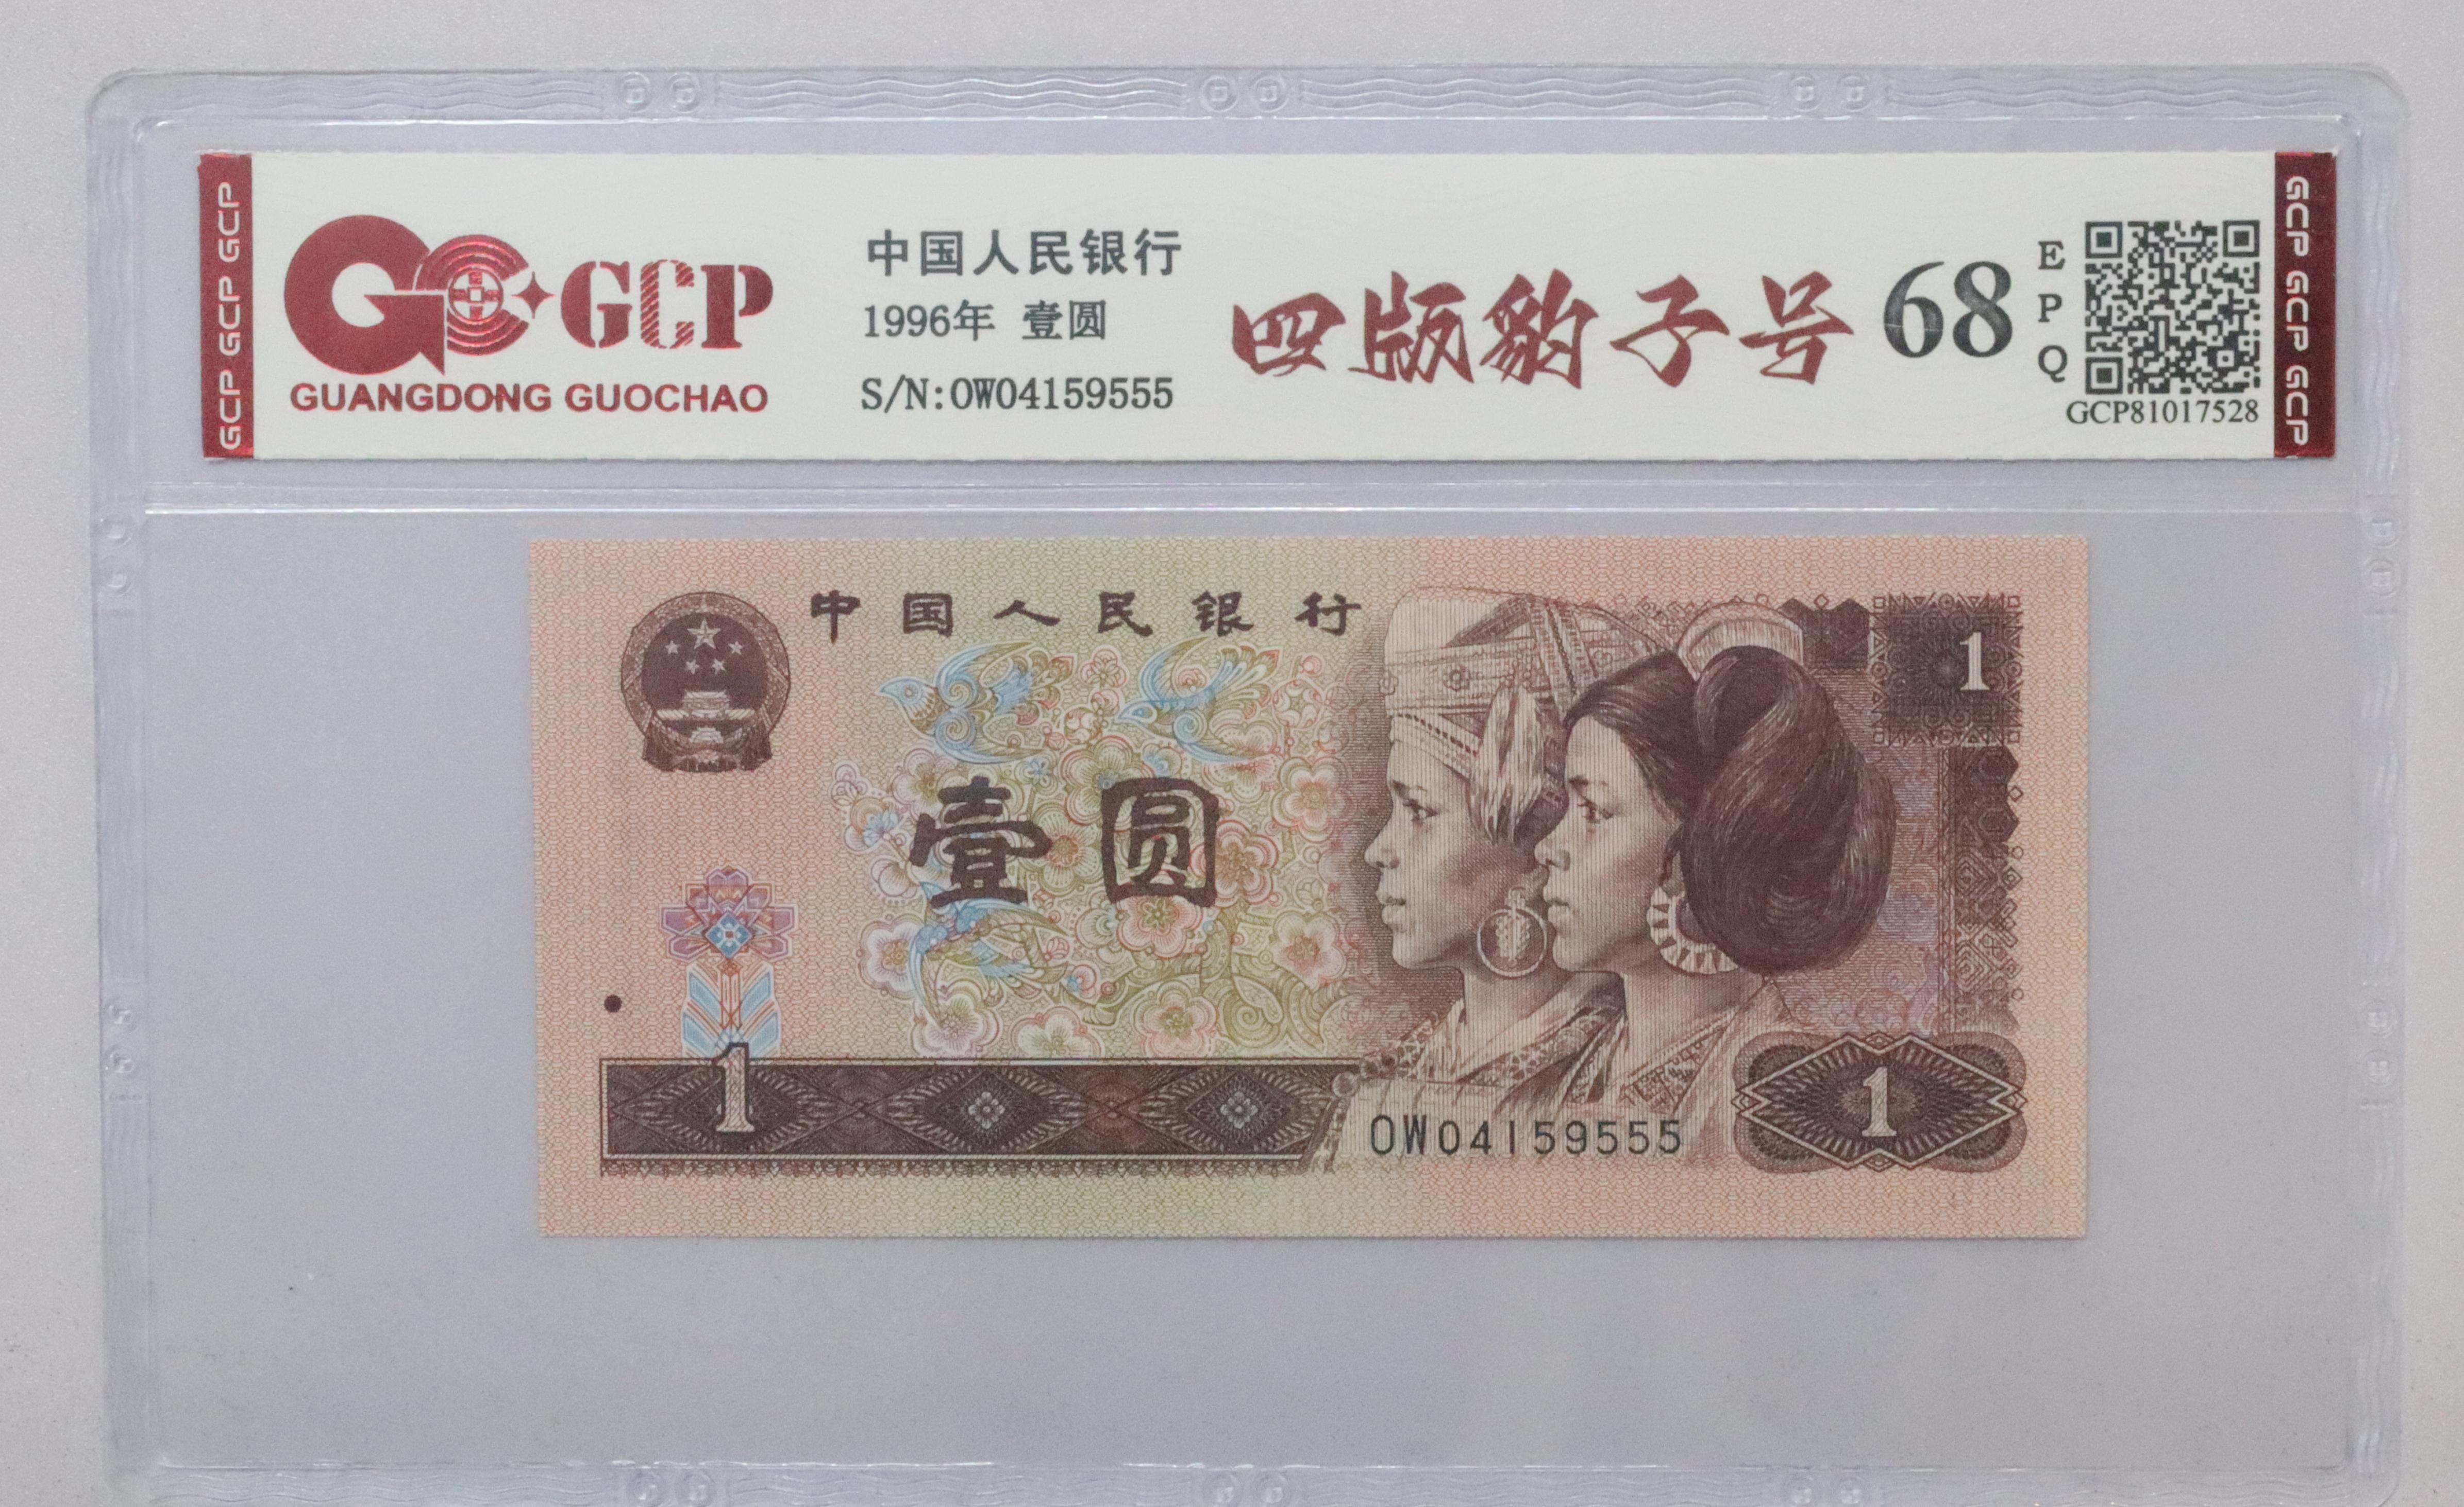 GCP GCP GCP
GCP
GUANGDONG GUOCHAO
中国人民银行
1996年 壹圆
S/N:OW04159555
四版豹子号
68
E
P
Q
GCP81017528
GCP GCP GCP
中国人民银行
1
壹圆
1
OW04159555
1